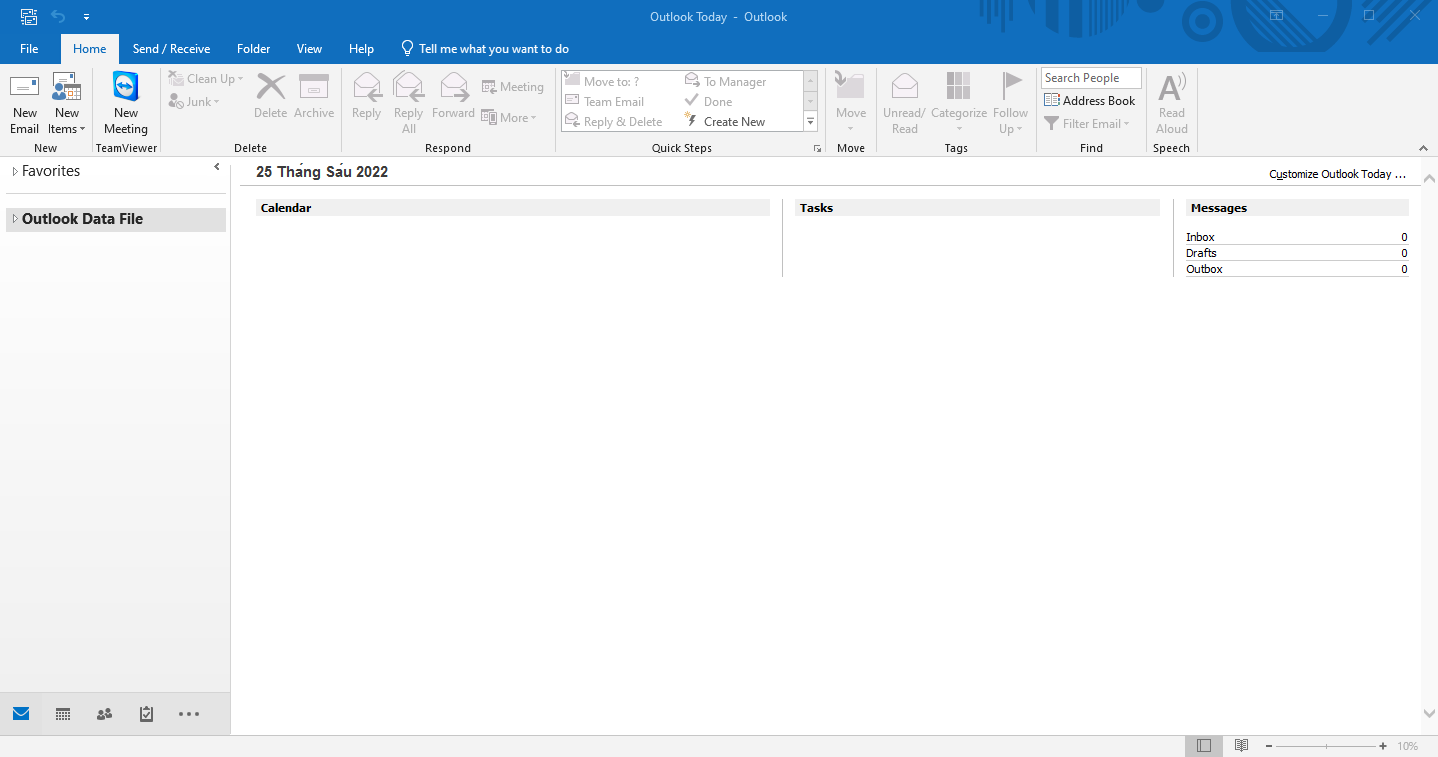 Outlook Today - Outlook
File Home Send / Receive Folder View Help Tell me what you want to do
New Email
New Items
New
New Meeting
TeamViewer
Clean Up
Junk
Delete
Archive
Delete
Reply
Reply All
Forward
Meeting
More
Respond
Move to: ?
To Manager
Team Email
Done
Reply & Delete
Create New
Quick Steps
Move
Move
Unread/ Read
Categorize
Follow Up
Tags
Search People
Address Book
Filter Email
Find
Read Aloud
Speech
Favorites
Outlook Data File
25 Tháng Sáu 2022
Customize Outlook Today ...
Calendar
Tasks
Messages
Inbox 0
Drafts 0
Outbox 0
10%